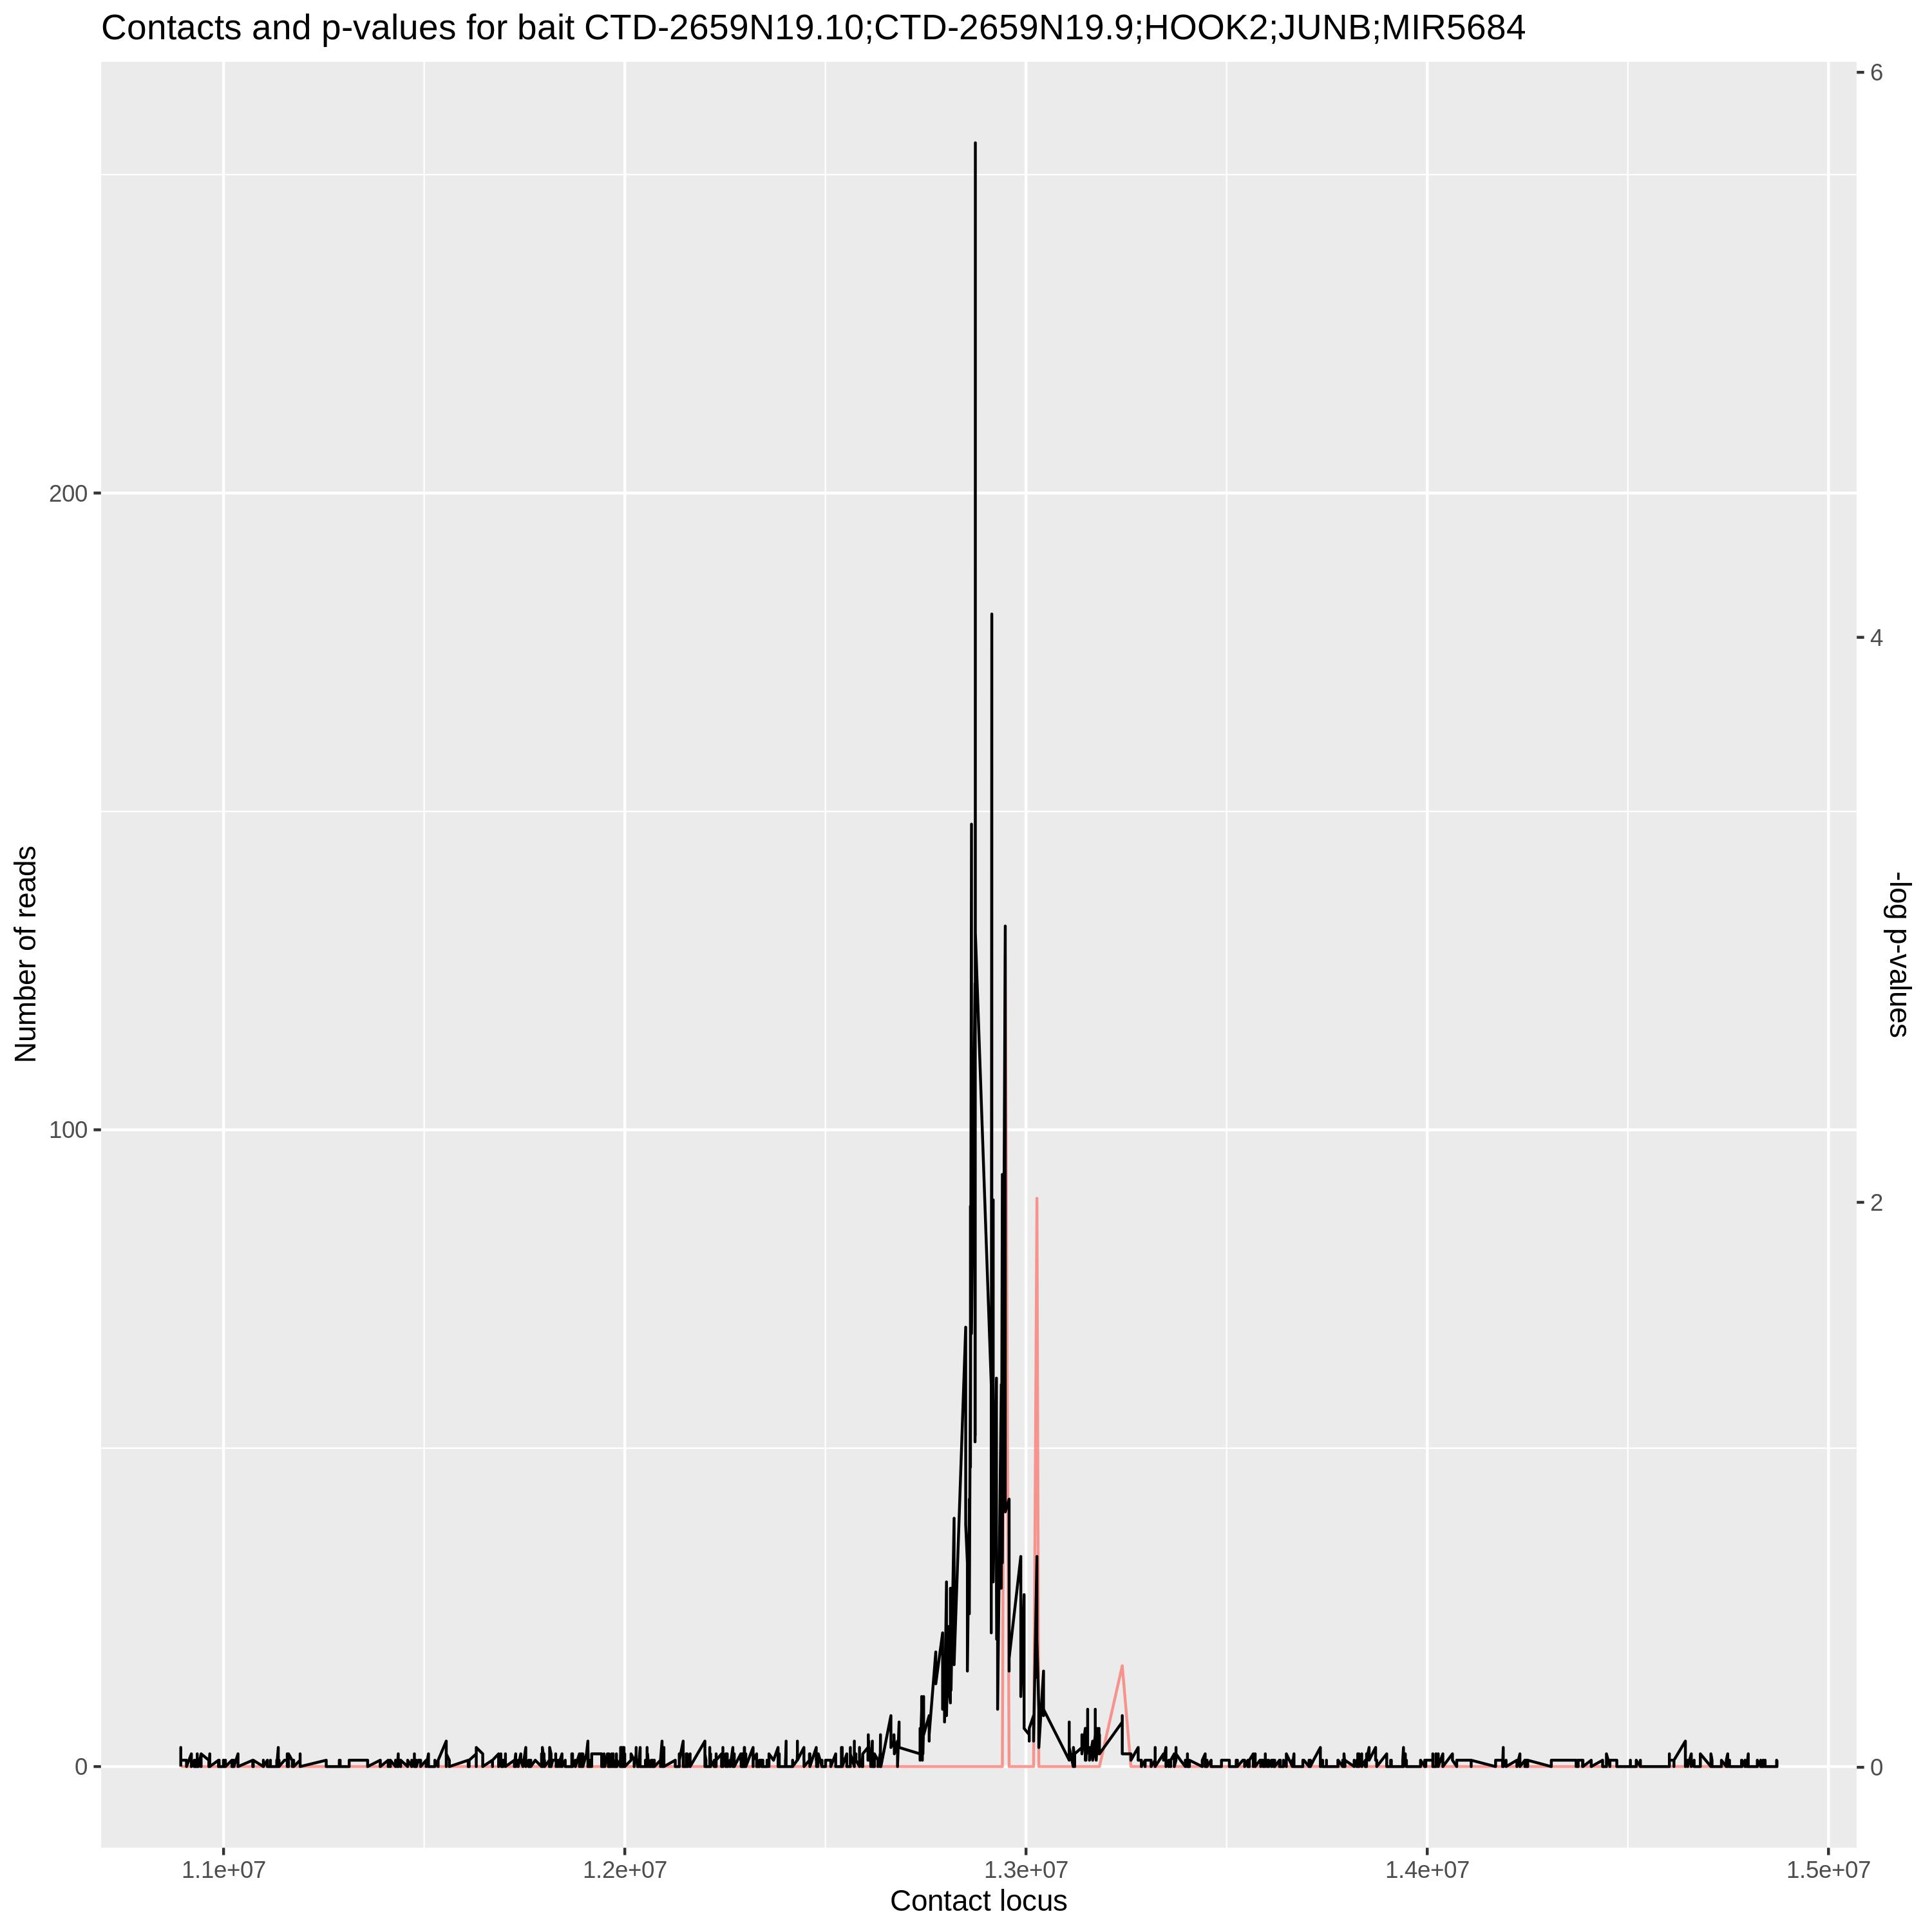 Contacts and p-values for bait CTD-2659N19.10;CTD-2659N19.9;HOOK2;JUNB;MIR5684
6
200
4
Number of reads
-log p-values
100
2
0
0
1.1e+07 1.2e+07 1.3e+07 1.4e+07 1.5e+07
Contact locus